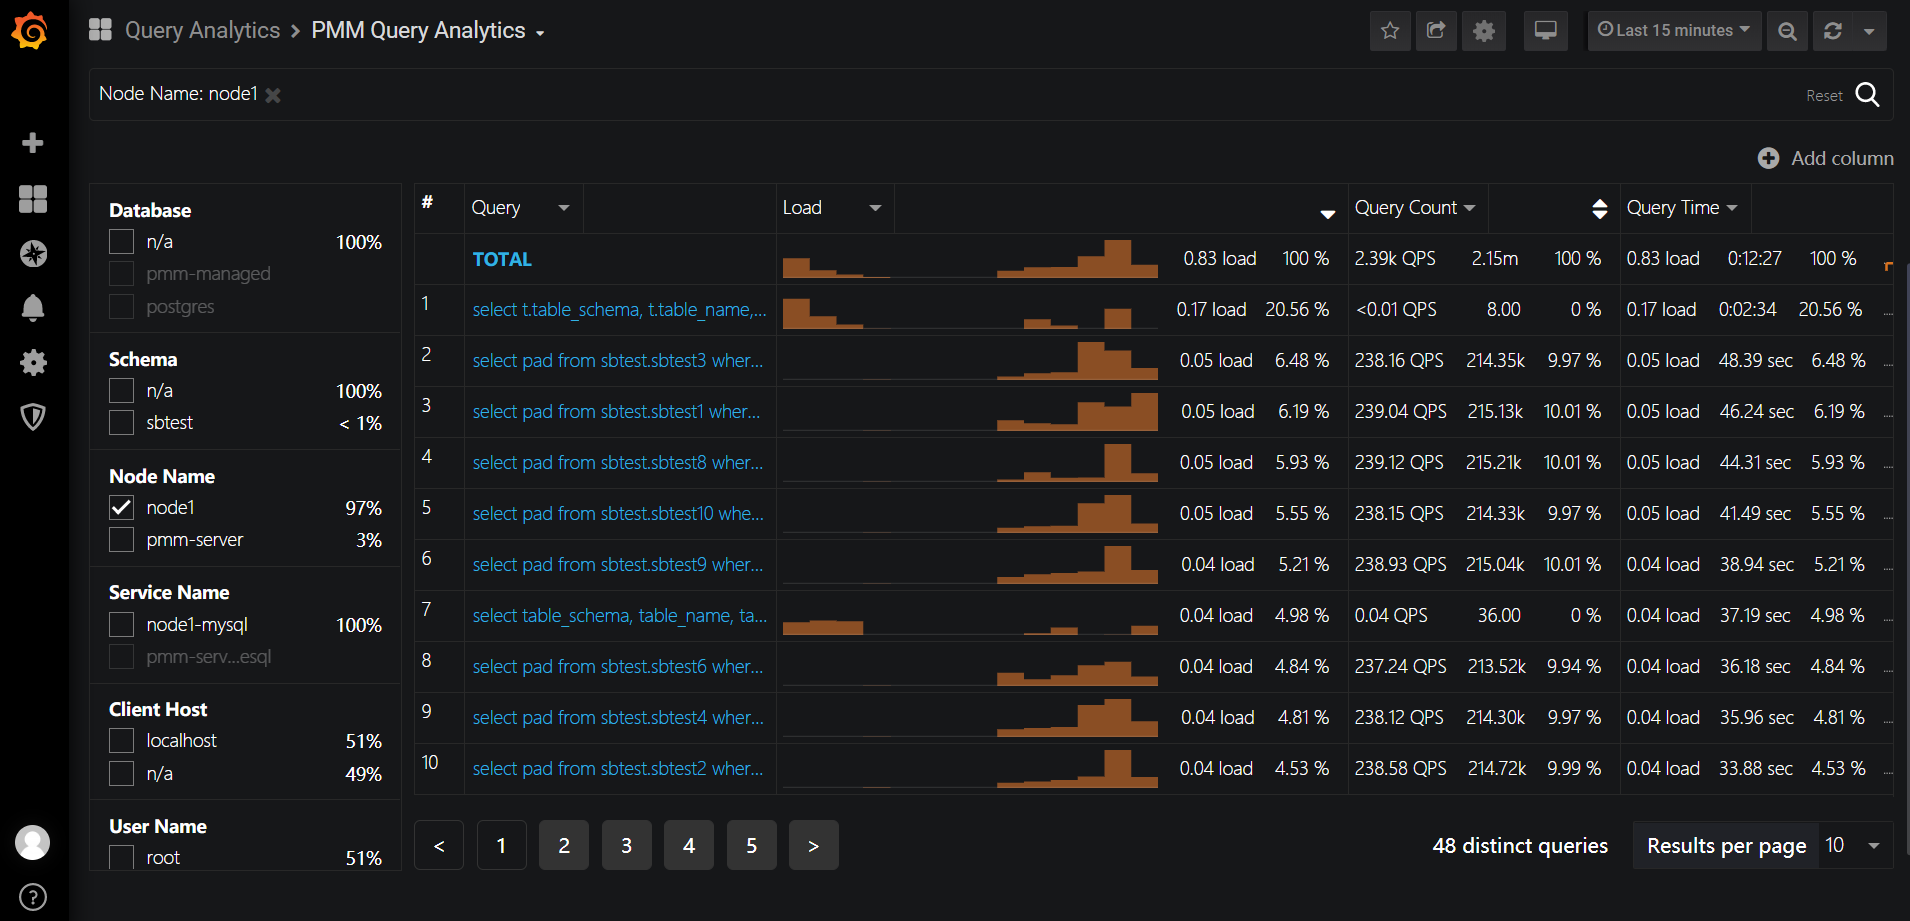 Query Analytics > PMM Query Analytics
Last 15 minutes
Node Name: node1
Reset
Add column
Database
n/a 100%
pmm-managed
postgres
Schema
n/a 100%
sbtest < 1%
Node Name
node1 97%
pmm-server 3%
Service Name
node1-mysql 100%
pmm-serv...esql
Client Host
localhost 51%
n/a 49%
User Name
root 51%
# Query Load Query Count Query Time
TOTAL 0.83 load 100 % 2.39k QPS 2.15m 100 % 0.83 load 0:12:27 100 %
1 select t.table_schema, t.table_name,... 0.17 load 20.56 % <0.01 QPS 8.00 0 % 0.17 load 0:02:34 20.56 % ...
2 select pad from sbtest.sbtest3 wher... 0.05 load 6.48 % 238.16 QPS 214.35k 9.97 % 0.05 load 48.39 sec 6.48 % ...
3 select pad from sbtest.sbtest1 wher... 0.05 load 6.19 % 239.04 QPS 215.13k 10.01 % 0.05 load 46.24 sec 6.19 % ...
4 select pad from sbtest.sbtest8 wher... 0.05 load 5.93 % 239.12 QPS 215.21k 10.01 % 0.05 load 44.31 sec 5.93 % ...
5 select pad from sbtest.sbtest10 whe... 0.05 load 5.55 % 238.15 QPS 214.33k 9.97 % 0.05 load 41.49 sec 5.55 % ...
6 select pad from sbtest.sbtest9 wher... 0.04 load 5.21 % 238.93 QPS 215.04k 10.01 % 0.04 load 38.94 sec 5.21 % ...
7 select table_schema, table_name, ta... 0.04 load 4.98 % 0.04 QPS 36.00 0 % 0.04 load 37.19 sec 4.98 % ...
8 select pad from sbtest.sbtest6 wher... 0.04 load 4.84 % 237.24 QPS 213.52k 9.94 % 0.04 load 36.18 sec 4.84 % ...
9 select pad from sbtest.sbtest4 wher... 0.04 load 4.81 % 238.12 QPS 214.30k 9.97 % 0.04 load 35.96 sec 4.81 % ...
10 select pad from sbtest.sbtest2 wher... 0.04 load 4.53 % 238.58 QPS 214.72k 9.99 % 0.04 load 33.88 sec 4.53 % ...
< 1 2 3 4 5 >
48 distinct queries
Results per page 10